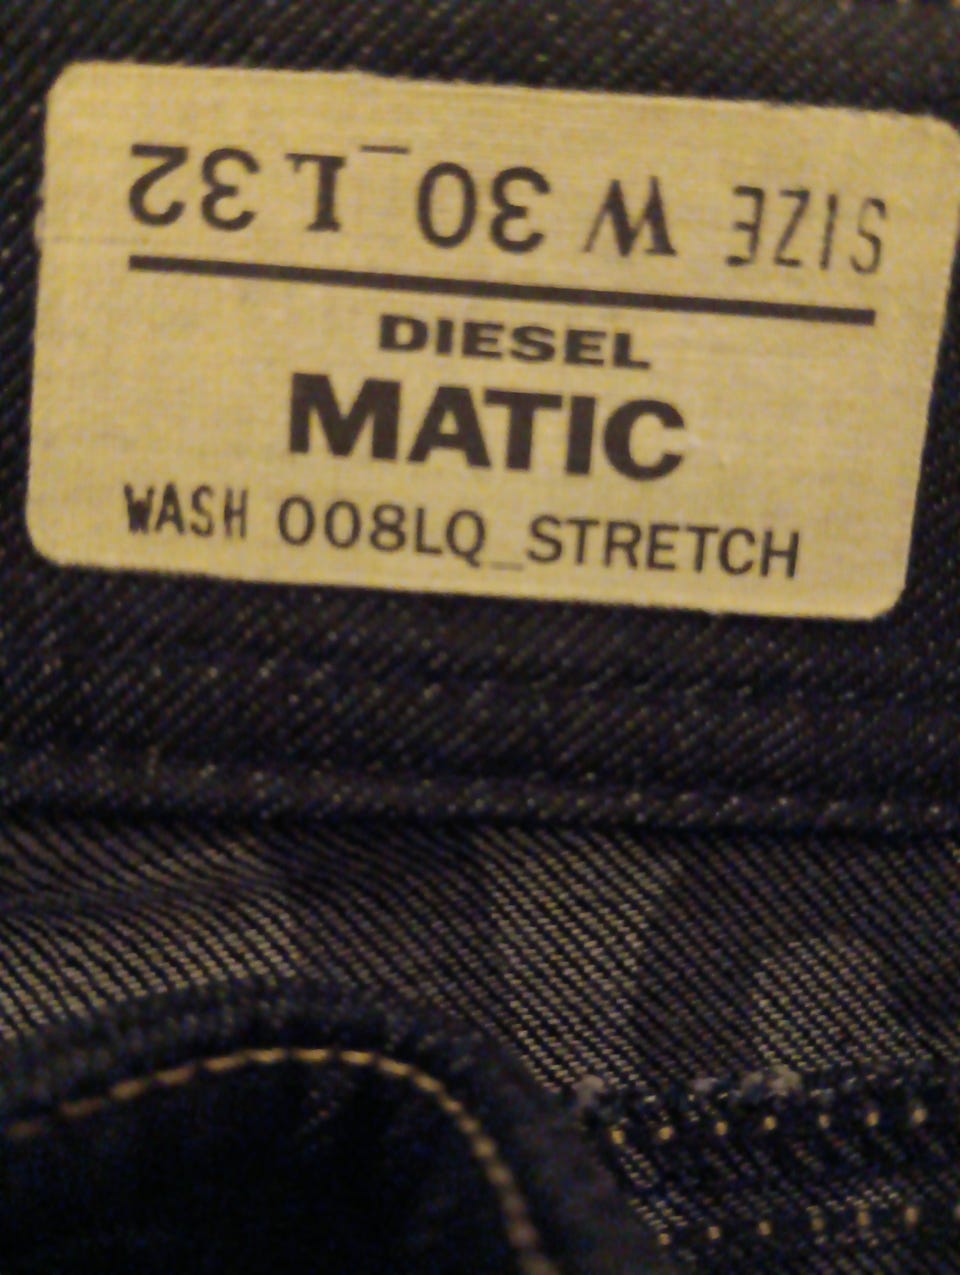 SIZE W 30_L 32
DIESEL
MATIC
WASH 008LQ_STRETCH